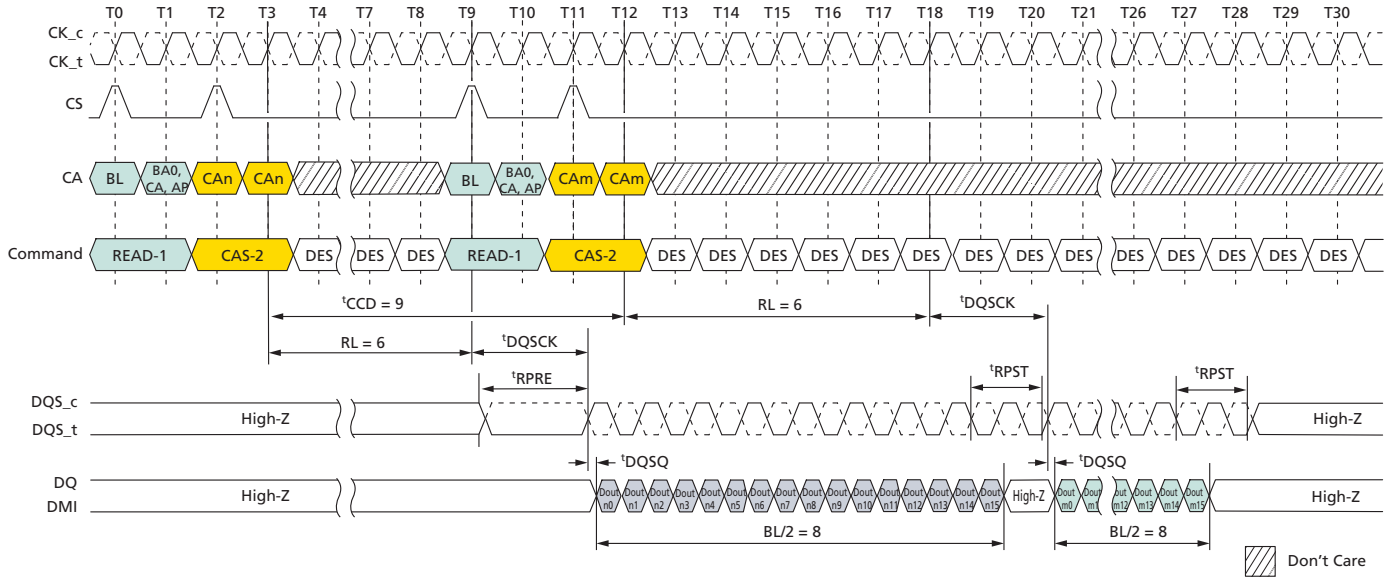 T0 T1 T2 T3 T4 T7 T8 T9 T10 T11 T12 T13 T14 T15 T16 T17 T18 T19 T20 T21 T26 T27 T28 T29 T30
CK_c
CK_t
CS
CA BL BA0, CA, AP CAn CAn BL BA0, CA, AP CAm CAm
Command READ-1 CAS-2 DES DES DES READ-1 CAS-2 DES DES DES DES DES DES DES DES DES DES DES DES DES DES
tCCD = 9 RL = 6 tDQSCK
RL = 6 tDQSCK
tRPRE tRPST tRPST
DQS_c
DQS_t
High-Z High-Z
tDQSQ tDQSQ
DQ
DMI
High-Z Dout n0 Dout n1 Dout n2 Dout n3 Dout n4 Dout n5 Dout n6 Dout n7 Dout n8 Dout n9 Dout n10 Dout n11 Dout n12 Dout n13 Dout n14 Dout n15 High-Z Dout m0 Dout m1 Dout m12 Dout m13 Dout m14 Dout m15 High-Z
BL/2 = 8 BL/2 = 8
Don't Care